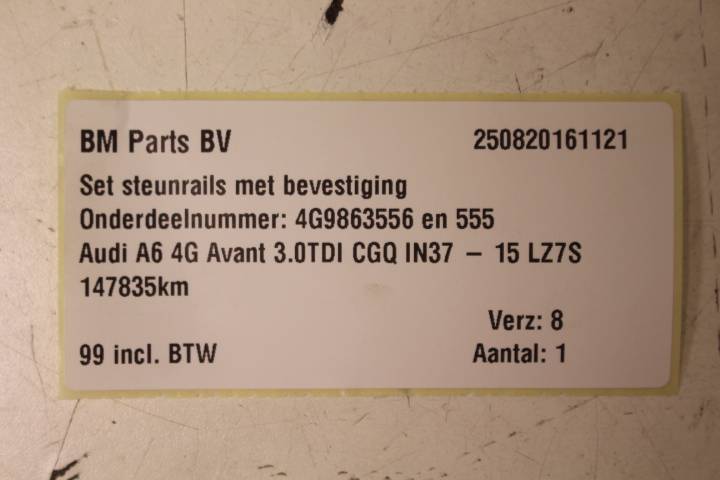 BM Parts BV 250820161121
Set steunrails met bevestiging
Onderdeelnummer: 4G9863556 en 555
Audi A6 4G Avant 3.0TDI CGQ IN37 – 15 LZ7S
147835km
Verz: 8
99 incl. BTW Aantal: 1